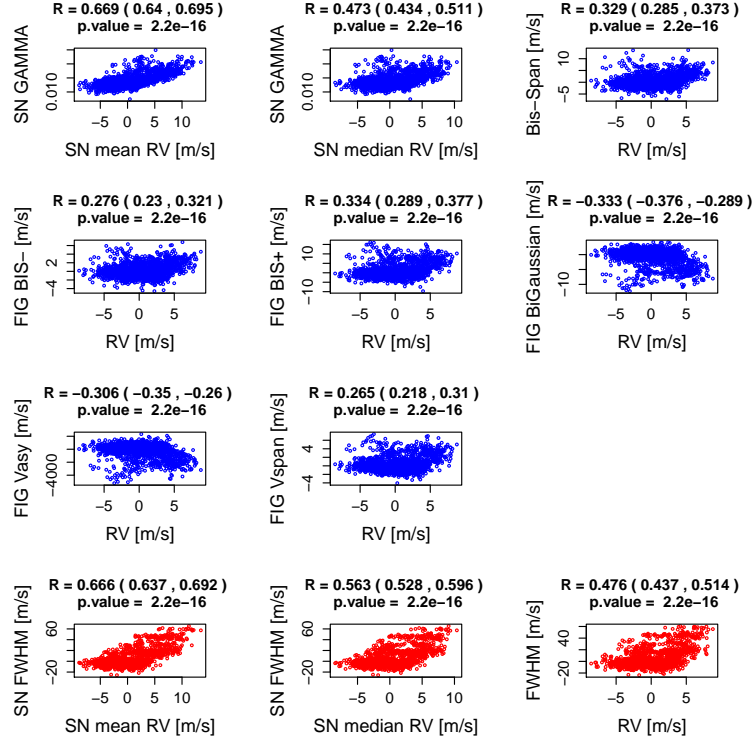 R = 0.669 ( 0.64 , 0.695)
p.value =  2.2e−16
SN GAMMA
0.010
−5 0 5 10
SN mean RV [m/s]
R = 0.473 ( 0.434 , 0.511)
p.value =  2.2e−16
SN GAMMA
0.010
−5 0 5 10
SN median RV [m/s]
R = 0.329 ( 0.285 , 0.373)
p.value =  2.2e−16
Bis−Span [m/s]
−5 10
−5 0 5
RV [m/s]
R = 0.276 ( 0.23 , 0.321)
p.value =  2.2e−16
FIG BIS− [m/s]
−4 2
−5 0 5
RV [m/s]
R = 0.334 ( 0.289 , 0.377)
p.value =  2.2e−16
FIG BIS+ [m/s]
−10 10
−5 0 5
RV [m/s]
R = −0.333 ( −0.376 , −0.289 )
p.value =  2.2e−16
FIG BiGaussian [m/s]
−10 0
−5 0 5
RV [m/s]
R = −0.306 ( −0.35 , −0.26 )
p.value =  2.2e−16
FIG Vasy [m/s]
−4000
−5 0 5
RV [m/s]
R = 0.265 ( 0.218 , 0.31 )
p.value =  2.2e−16
FIG Vspan [m/s]
−4 4
−5 0 5
RV [m/s]
R = 0.666 ( 0.637 , 0.692 )
p.value =  2.2e−16
SN FWHM [m/s]
−20 60
−5 0 5 10
SN mean RV [m/s]
R = 0.563 ( 0.528 , 0.596 )
p.value =  2.2e−16
SN FWHM [m/s]
−20 60
−5 0 5 10
SN median RV [m/s]
R = 0.476 ( 0.437 , 0.514 )
p.value =  2.2e−16
FWHM [m/s]
−20 40
−5 0 5
RV [m/s]